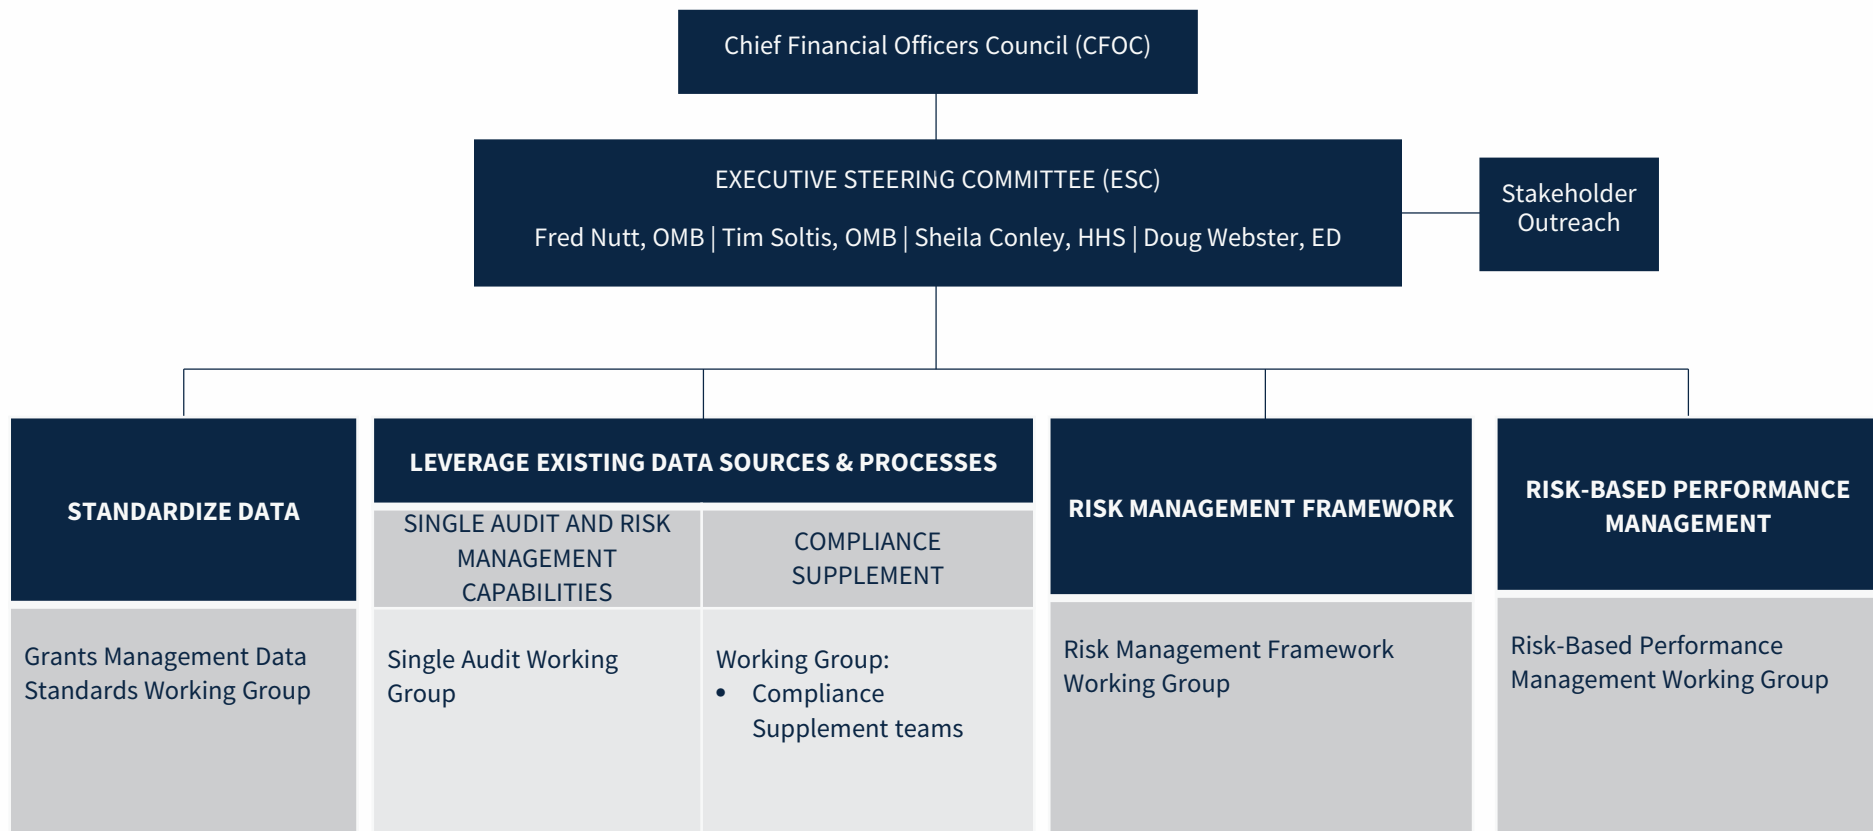 Chief Financial Officers Council (CFOC)
EXECUTIVE STEERING COMMITTEE (ESC)
Fred Nutt, OMB | Tim Soltis, OMB | Sheila Conley, HHS | Doug Webster, ED
Stakeholder
Outreach
STANDARDIZE DATA
Grants Management Data
Standards Working Group
LEVERAGE EXISTING DATA SOURCES & PROCESSES
SINGLE AUDIT AND RISK
MANAGEMENT
CAPABILITIES
Single Audit Working
Group
COMPLIANCE
SUPPLEMENT
Working Group:
• Compliance
Supplement teams
RISK MANAGEMENT FRAMEWORK
Risk Management Framework
Working Group
RISK-BASED PERFORMANCE
MANAGEMENT
Risk-Based Performance
Management Working Group